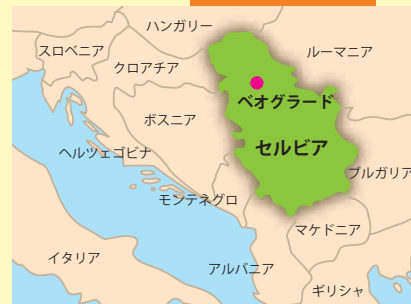 ハンガリー
スロベニア
ルーマニア
クロアチア
ベオグラード
ボスニア
セルビア
ヘルツェゴビナ
ブルガリア
モンテネグロ
マケドニア
イタリア
アルバニア
ギリシャ